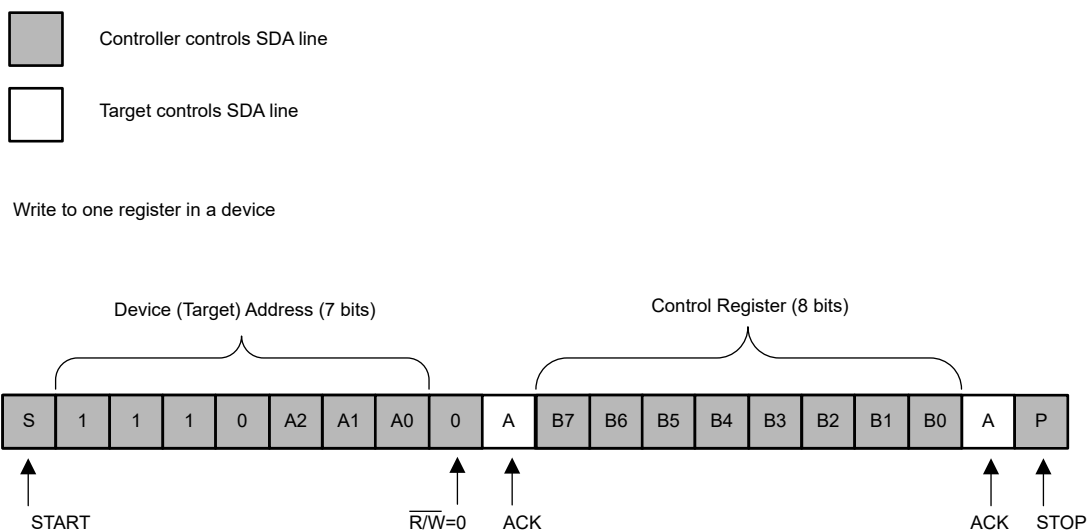 Controller controls SDA line
Target controls SDA line
Write to one register in a device
Device (Target) Address (7 bits) Control Register (8 bits)
S 1 1 1 0 A2 A1 A0 0 A B7 B6 B5 B4 B3 B2 B1 B0 A P
START R/W=0 ACK ACK STOP